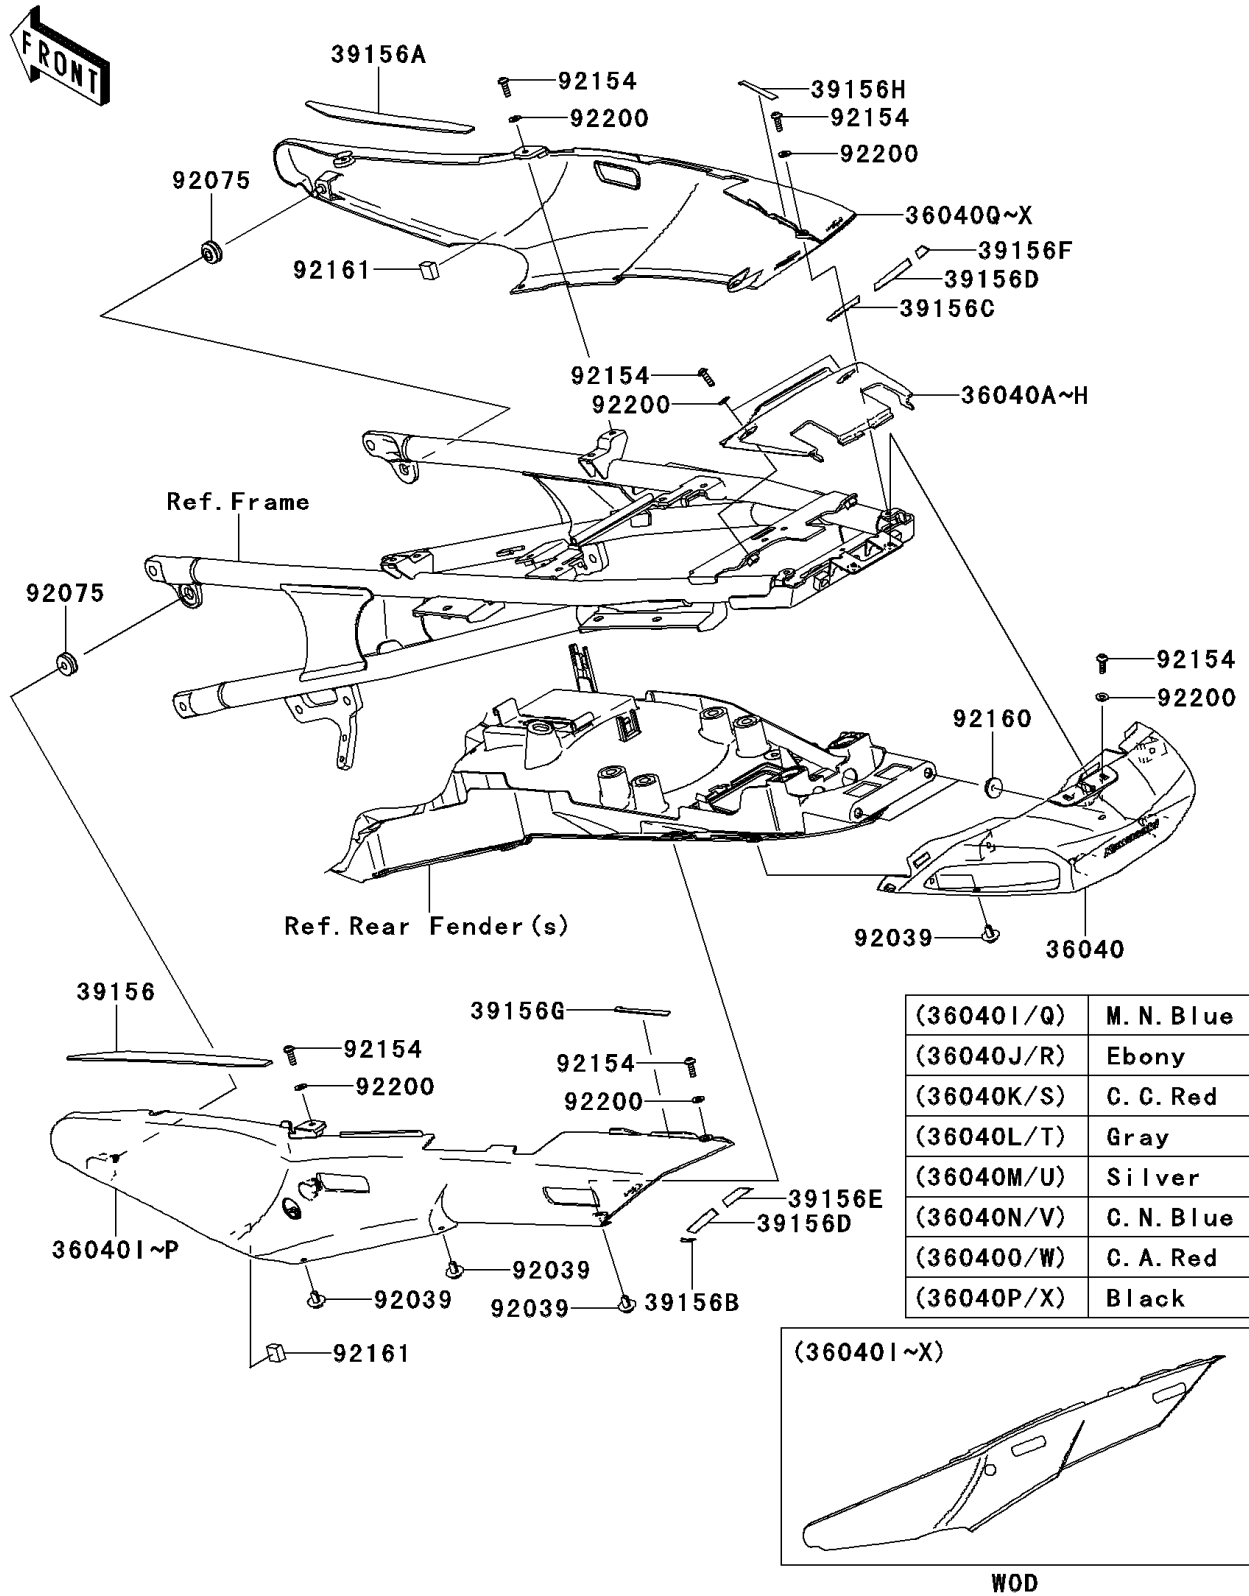 FRONT
39156A
92154
92200
39156H
92154
92200
92075
36040Q~X
39156F
39156D
39156C
92161
92154
92200
36040A~H
Ref.Frame
92075
92154
92200
92160
Ref.Rear Fender(s)
92039
36040
39156
39156G
92154
92200
92154
92200
36040I~P
39156E
39156D
39156B
92039
92039
92039
92161
(36040I/Q) M.N.Blue
(36040J/R) Ebony
(36040K/S) C.C.Red
(36040L/T) Gray
(36040M/U) Silver
(36040N/V) C.N.Blue
(36040O/W) C.A.Red
(36040P/X) Black
(36040I~X)
WOD